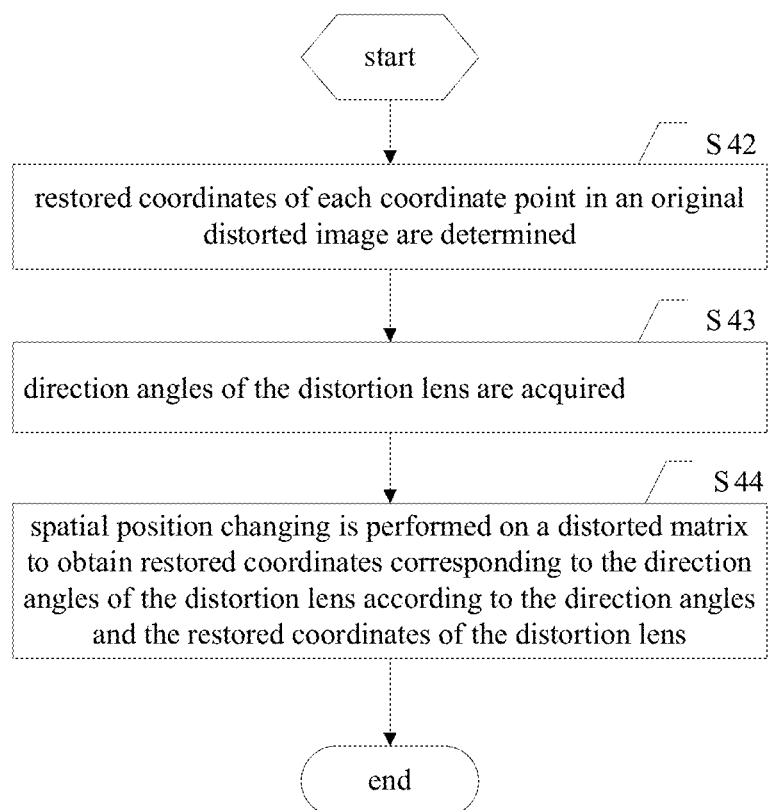 start
S 42
restored coordinates of each coordinate point in an original
distorted image are determined
S 43
direction angles of the distortion lens are acquired
S 44
spatial position changing is performed on a distorted matrix
to obtain restored coordinates corresponding to the direction
angles of the distortion lens according to the direction angles
and the restored coordinates of the distortion lens
end